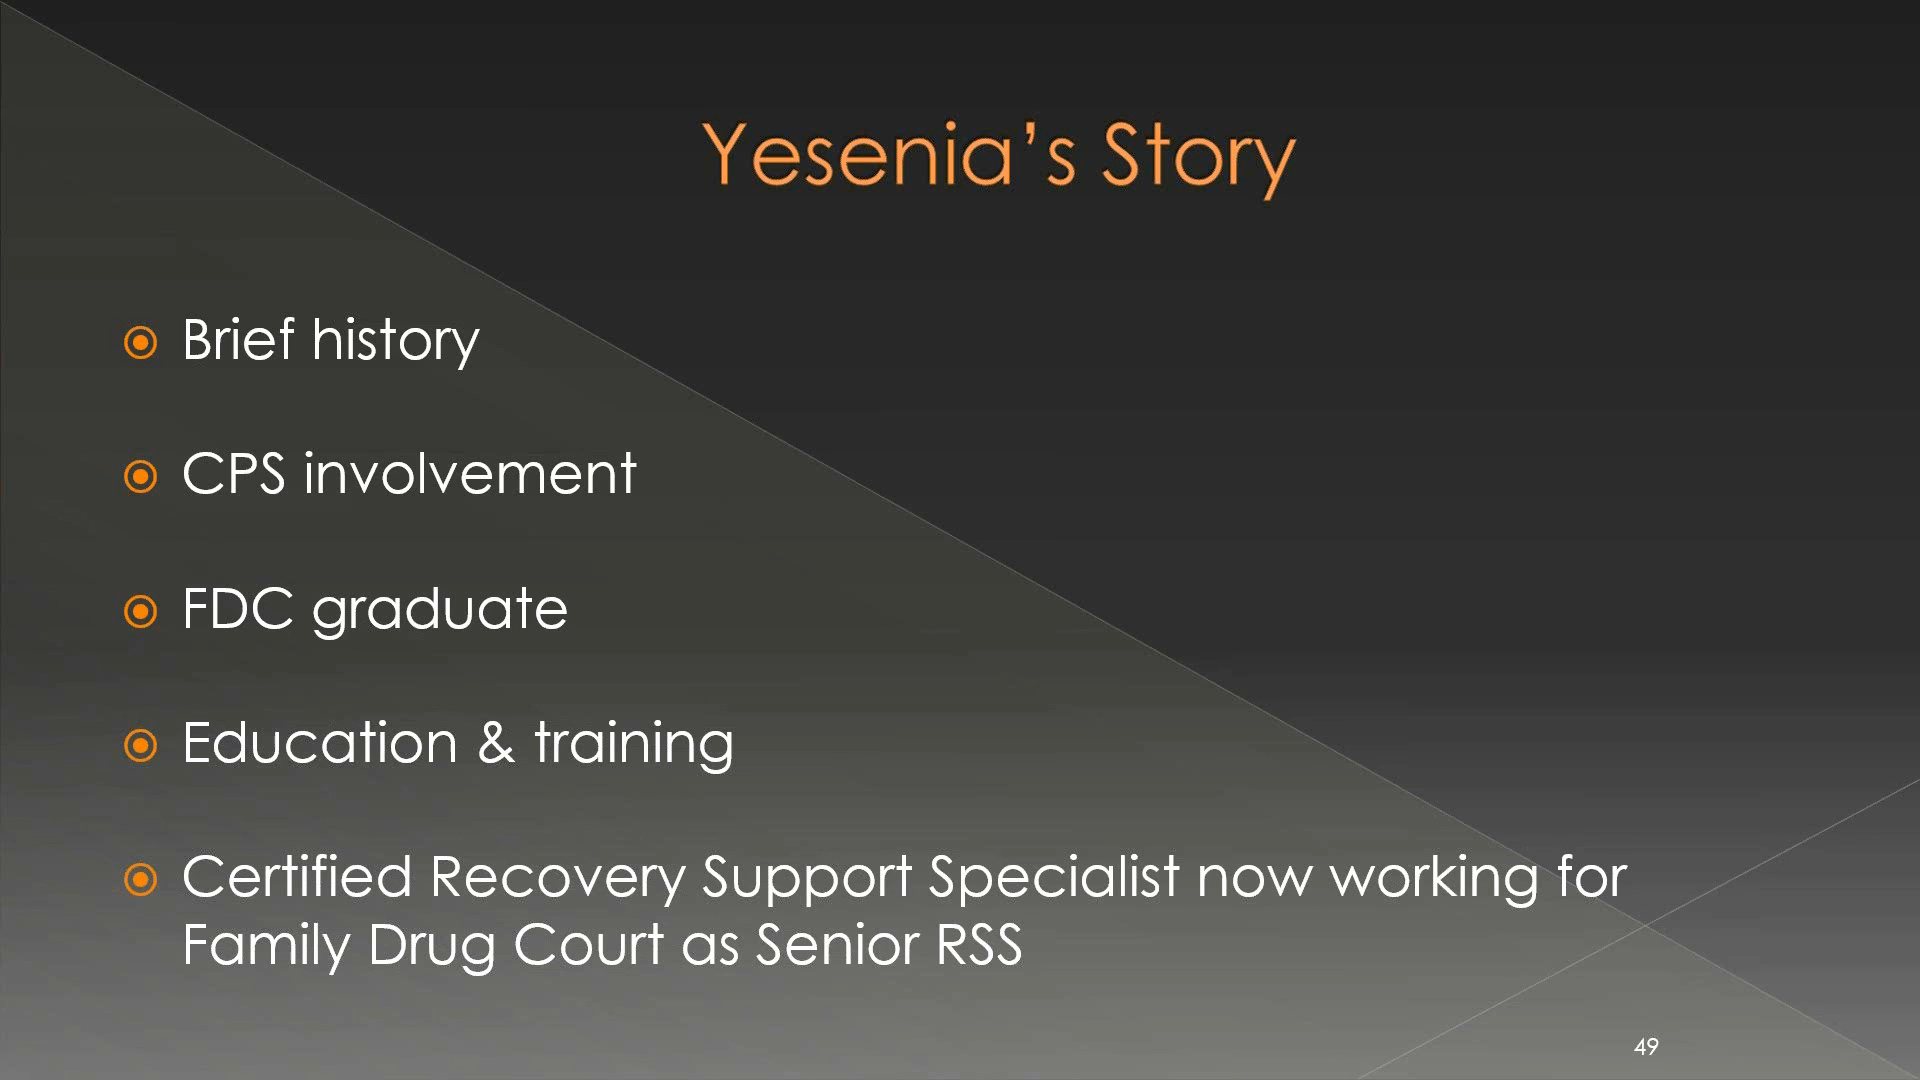 Yesenia’s Story
Brief history
CPS involvement
FDC graduate
Education & training
Certified Recovery Support Specialist now working for
Family Drug Court as Senior RSS
49